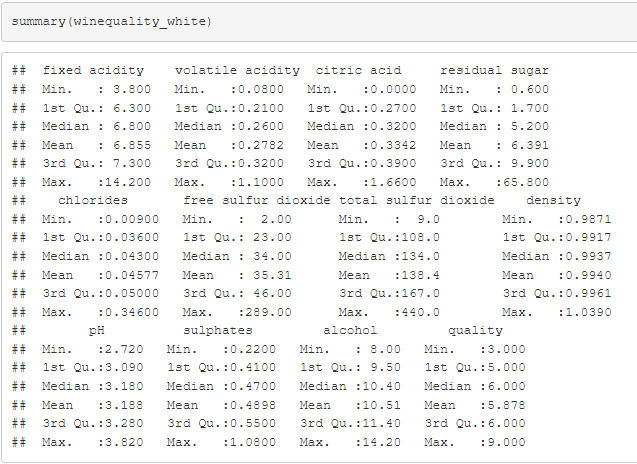 summary(winequality_white)
## fixed acidity volatile acidity citric acid residual sugar
## Min. : 3.800 Min. :0.0800 Min. :0.0000 Min. : 0.600
## 1st Qu.: 6.300 1st Qu.:0.2100 1st Qu.:0.2700 1st Qu.: 1.700
## Median : 6.800 Median :0.2600 Median :0.3200 Median : 5.200
## Mean : 6.855 Mean :0.2782 Mean :0.3342 Mean : 6.391
## 3rd Qu.: 7.300 3rd Qu.:0.3200 3rd Qu.:0.3900 3rd Qu.: 9.900
## Max. :14.200 Max. :1.1000 Max. :1.6600 Max. :65.800
## chlorides free sulfur dioxide total sulfur dioxide density
## Min. :0.00900 Min. : 2.00 Min. : 9.0 Min. :0.9871
## 1st Qu.:0.03600 1st Qu.: 23.00 1st Qu.:108.0 1st Qu.:0.9917
## Median :0.04300 Median : 34.00 Median :134.0 Median :0.9937
## Mean :0.04577 Mean : 35.31 Mean :138.4 Mean :0.9940
## 3rd Qu.:0.05000 3rd Qu.: 46.00 3rd Qu.:167.0 3rd Qu.:0.9961
## Max. :0.34600 Max. :289.00 Max. :440.0 Max. :1.0390
## pH sulphates alcohol quality
## Min. :2.720 Min. :0.2200 Min. : 8.00 Min. :3.000
## 1st Qu.:3.090 1st Qu.:0.4100 1st Qu.: 9.50 1st Qu.:5.000
## Median :3.180 Median :0.4700 Median :10.40 Median :6.000
## Mean :3.188 Mean :0.4898 Mean :10.51 Mean :5.878
## 3rd Qu.:3.280 3rd Qu.:0.5500 3rd Qu.:11.40 3rd Qu.:6.000
## Max. :3.820 Max. :1.0800 Max. :14.20 Max. :9.000